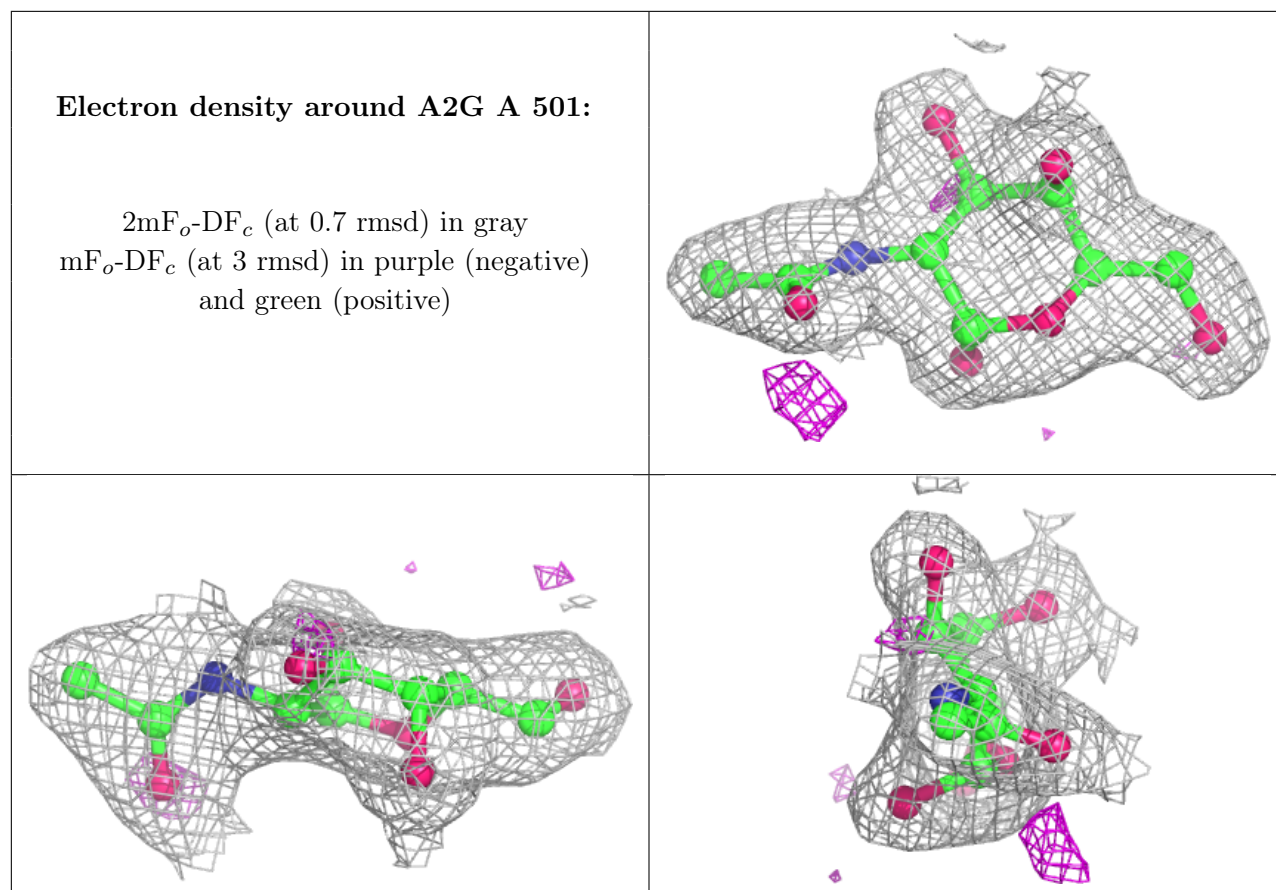 Electron density around A2G A 501:
2mFₒ-DF𝒸 (at 0.7 rmsd) in gray
mFₒ-DF𝒸 (at 3 rmsd) in purple (negative)
and green (positive)